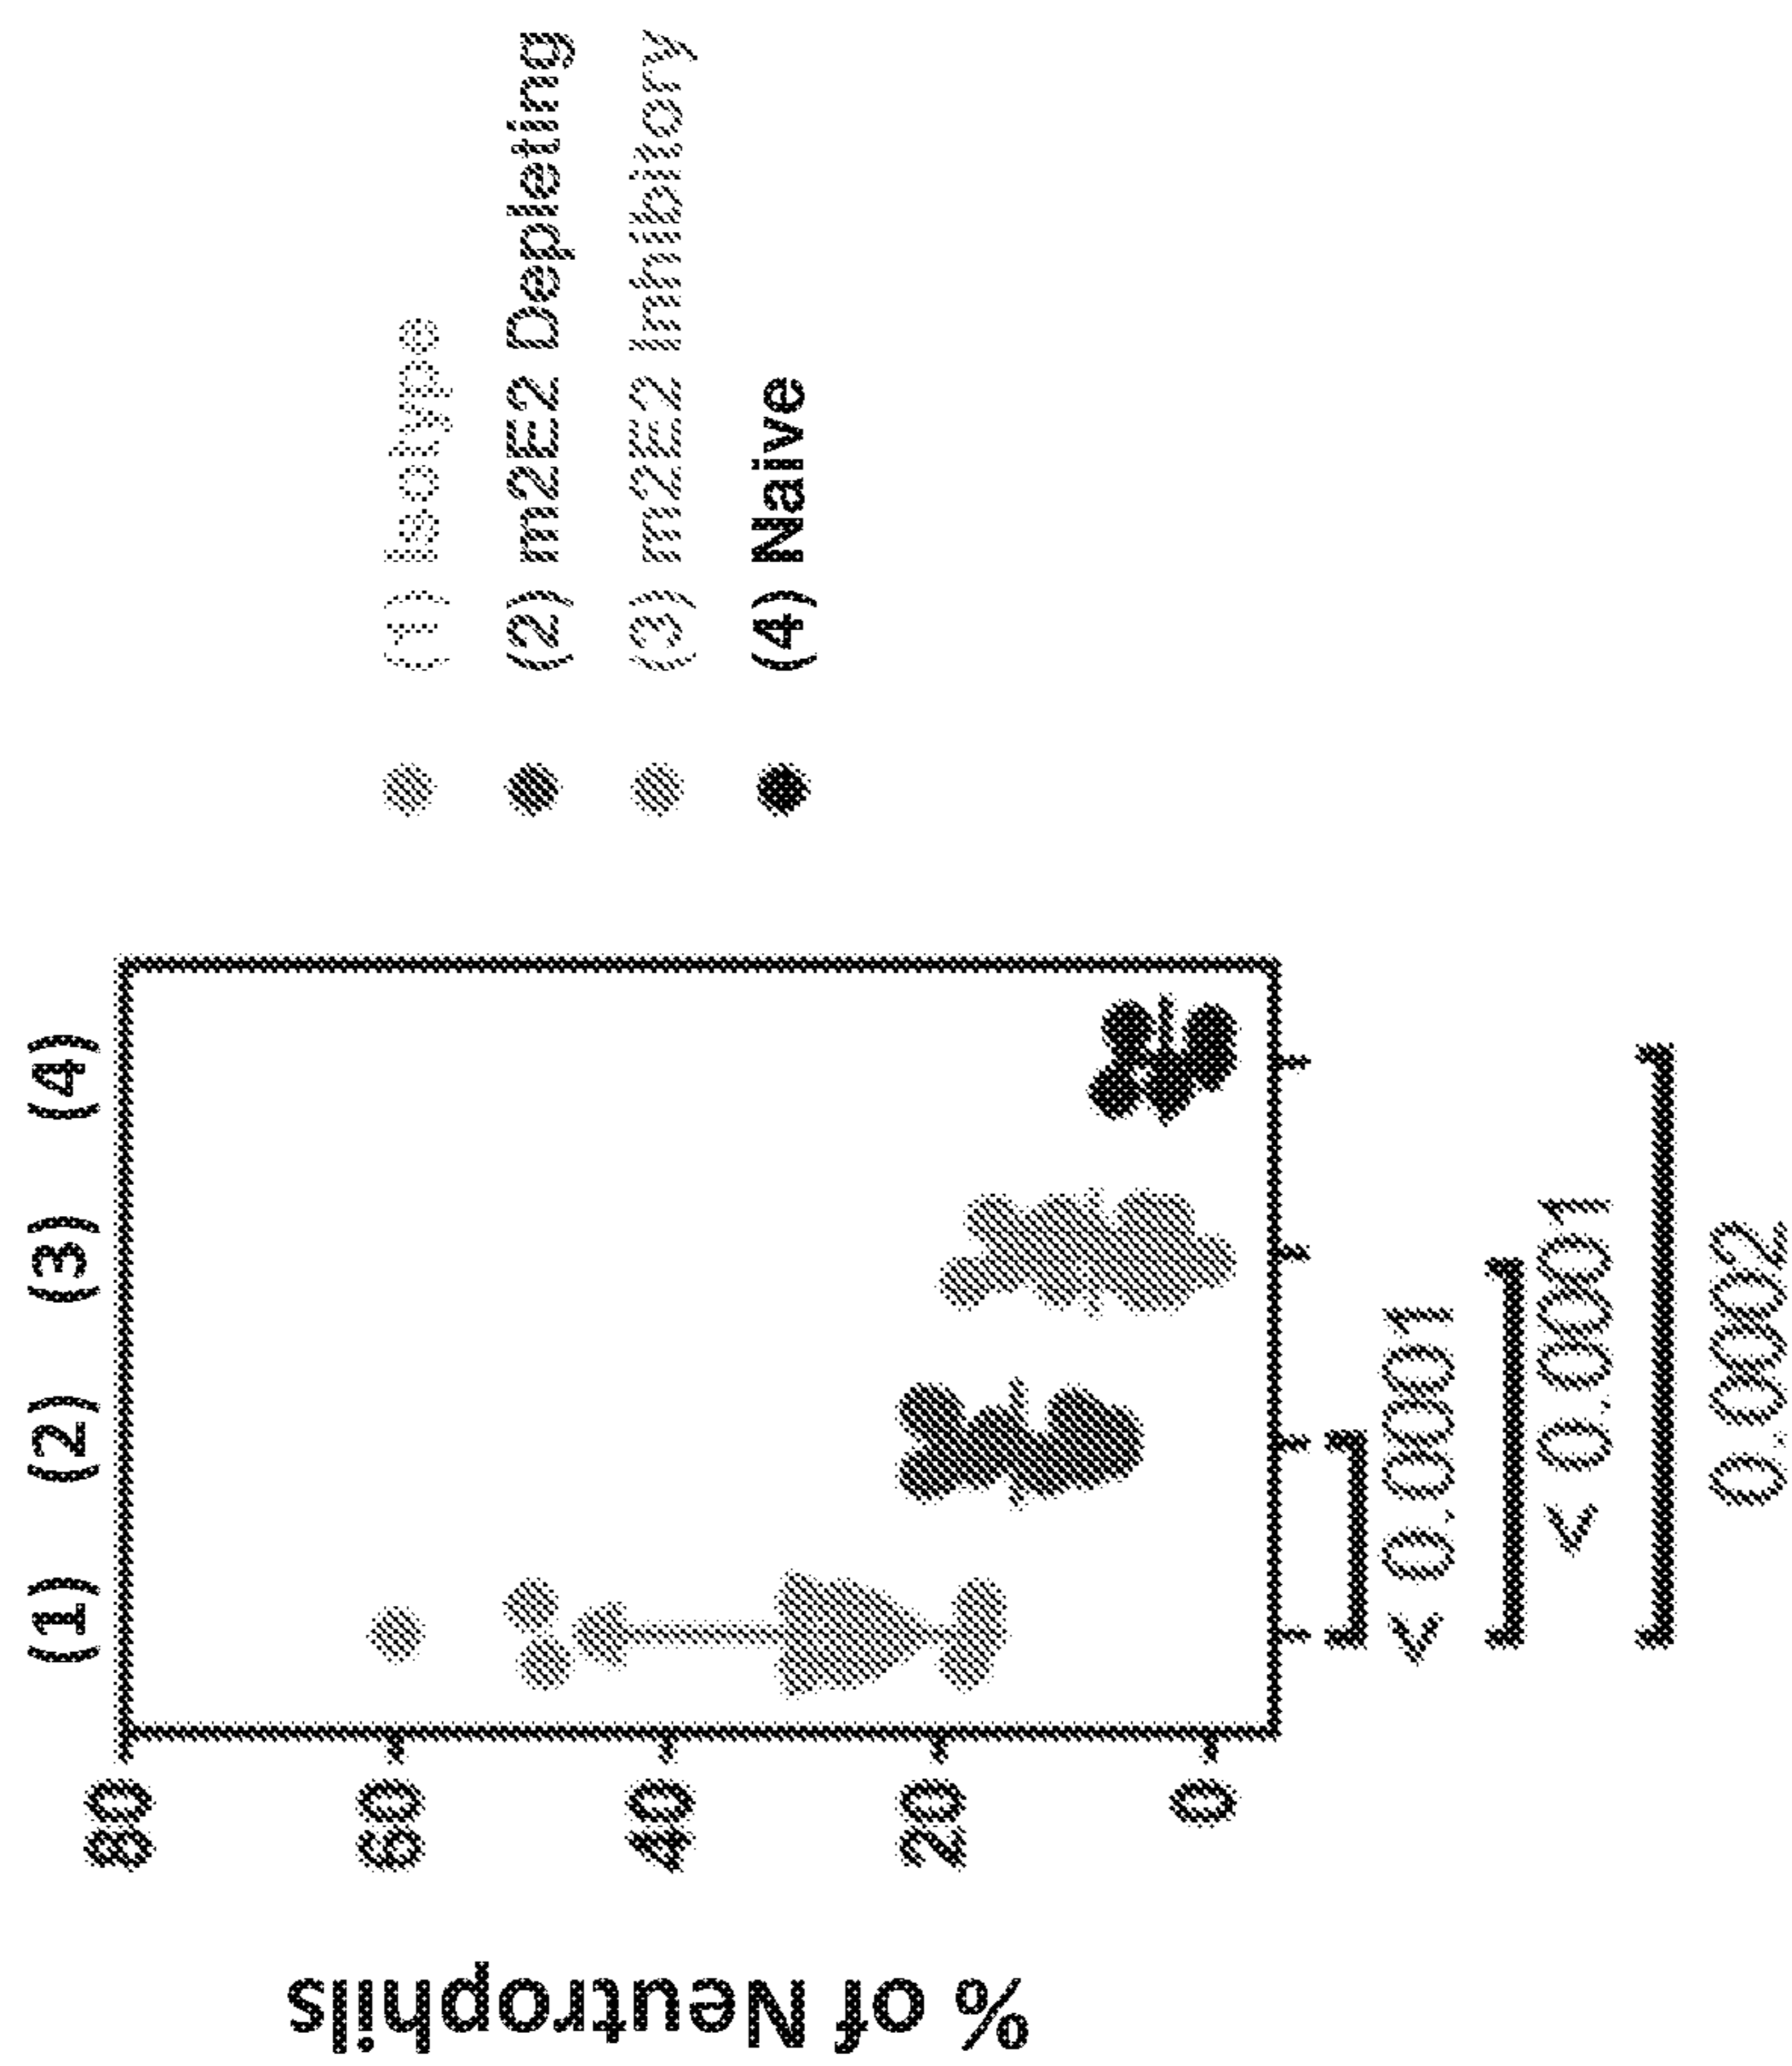 (1) (2) (3) (4)
80
60
40
20
0
% of Neutrophils
(1) Isotype
(2) m2E2 Depleting
(3) m2E2 Inhibitory
(4) Naïve
< 0.0001
< 0.0001
0.0002